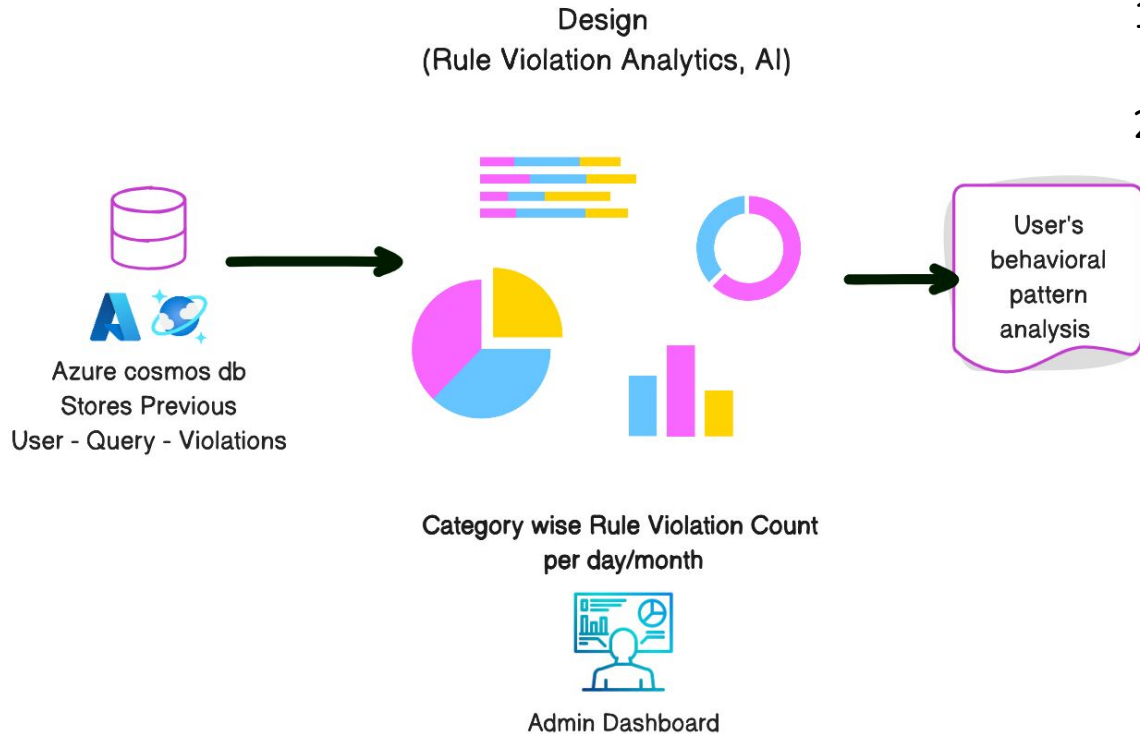 Design
(Rule Violation Analytics, AI)
2
User's
behavioral
pattern
analysis
Azure cosmos db
Stores Previous
User - Query - Violations
Category wise Rule Violation Count
per day/month
Admin Dashboard